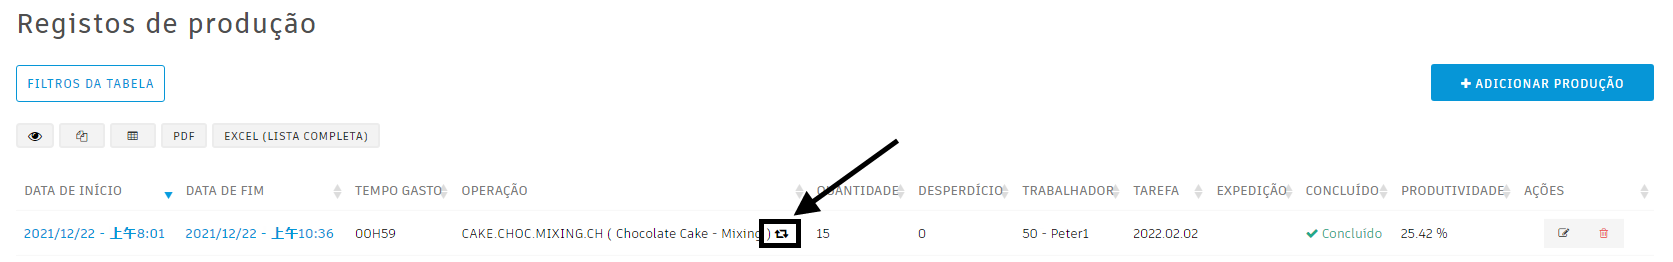 Registos de produção
FILTROS DA TABELA
ADICIONAR PRODUÇÃO
PDF EXCEL (LISTA COMPLETA)
DATA DE INÍCIO DATA DE FIM TEMPO GASTO OPERAÇÃO QUANTIDADE DESPERDÍCIO TRABALHADOR TAREFA EXPEDIÇÃO CONCLUÍDO PRODUTIVIDADE AÇÕES
2021/12/22 - 上午8:01 2021/12/22 - 上午10:36 00H59 CAKE.CHOC.MIXING.CH ( Chocolate Cake - Mixing ) 15 0 50 - Peter1 2022.02.02 Concluído 25.42 %